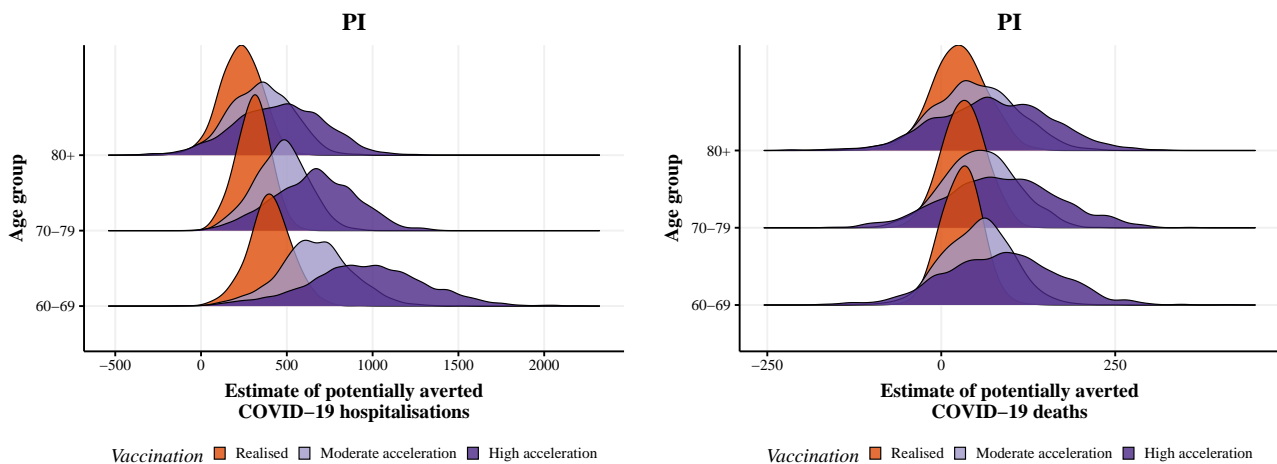 PI
Age group
80+
70–79
60–69
−500 0 500 1000 1500 2000
Estimate of potentially averted
COVID−19 hospitalisations
Vaccination Realised Moderate acceleration High acceleration
PI
Age group
80+
70–79
60–69
−250 0 250
Estimate of potentially averted
COVID−19 deaths
Vaccination Realised Moderate acceleration High acceleration